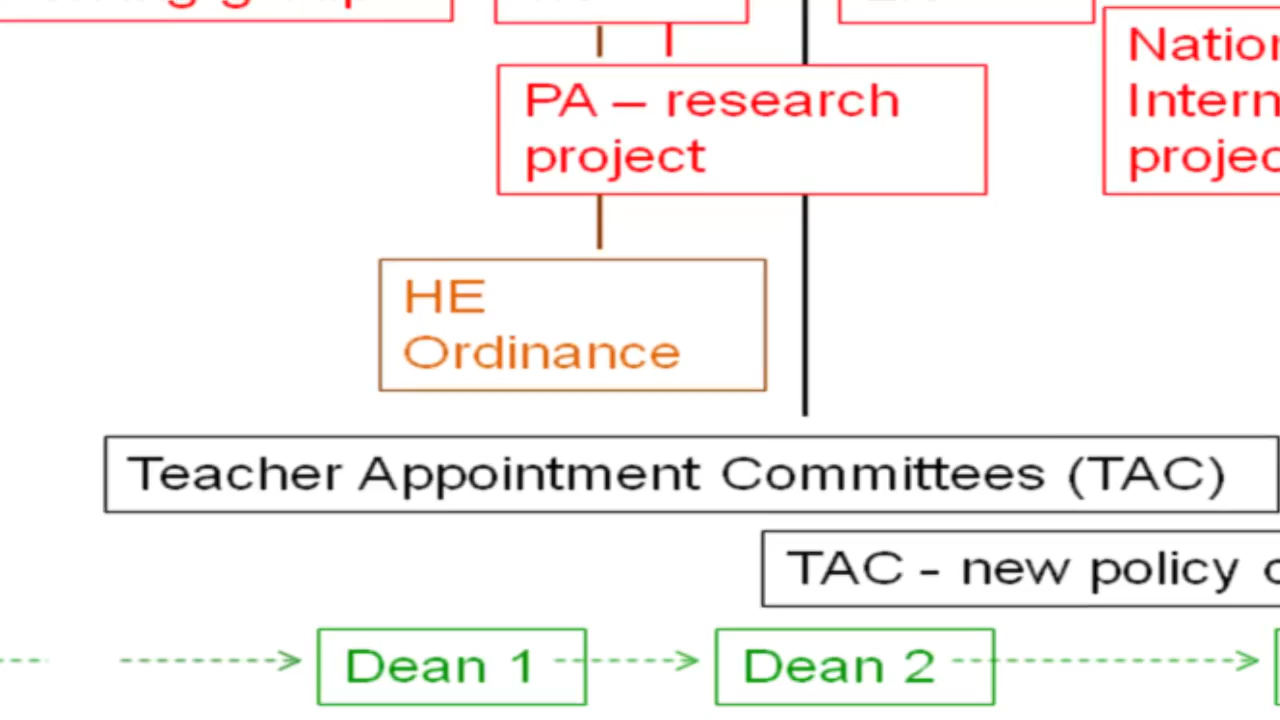 PA – research
project
HE
Ordinance
Teacher Appointment Committees (TAC)
TAC - new policy
Dean 1
Dean 2